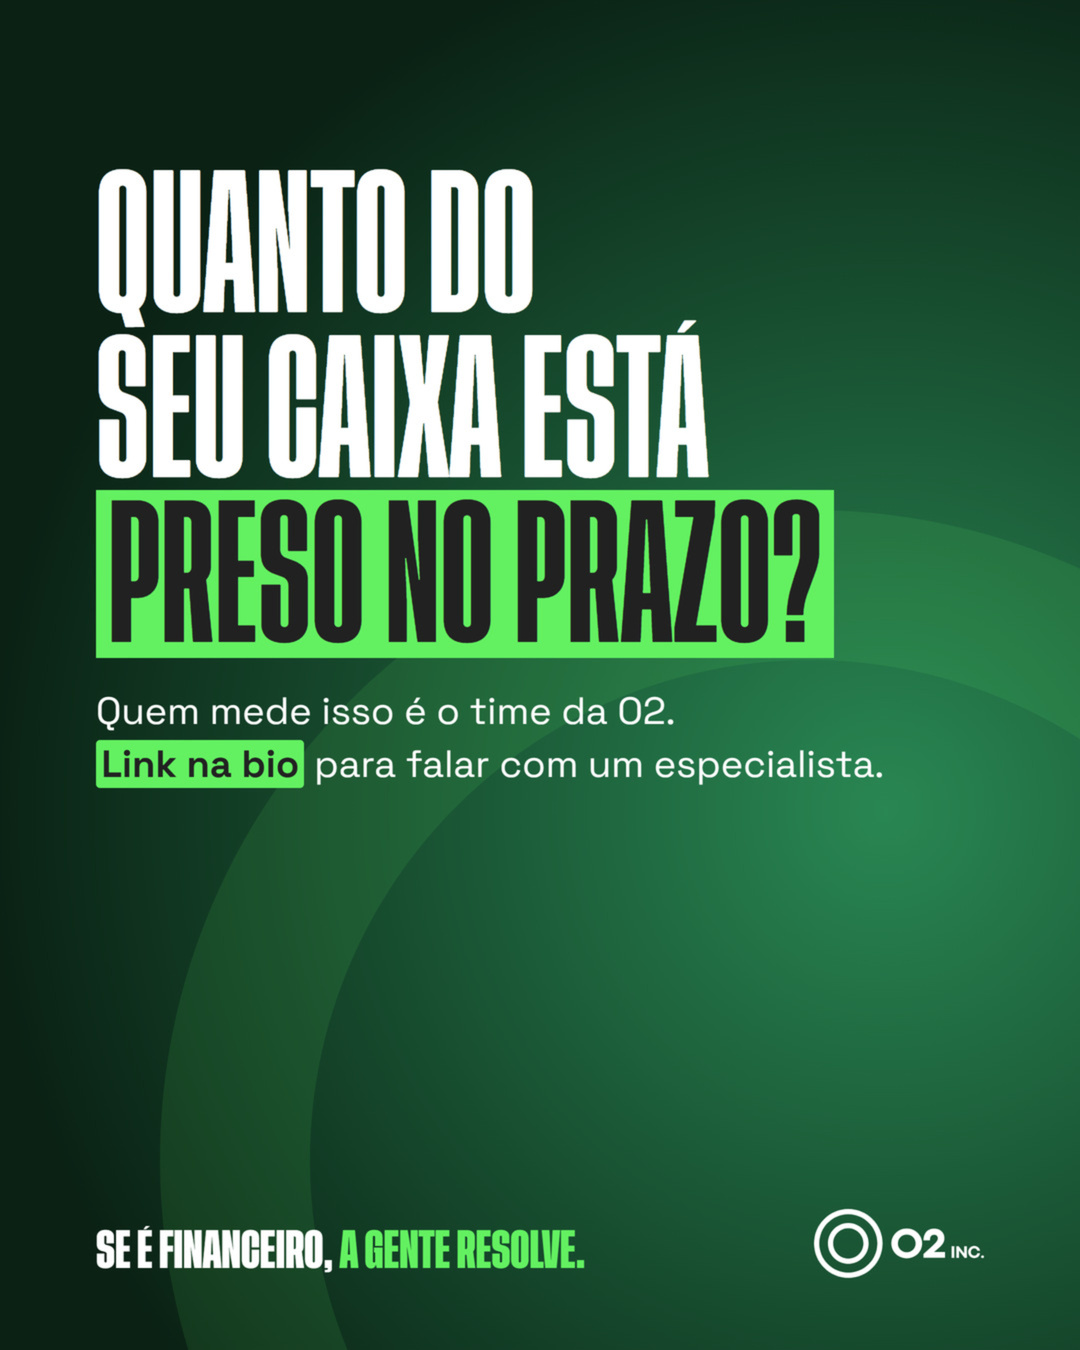 QUANTO DO
SEU CAIXA ESTÁ
PRESO NO PRAZO?
Quem mede isso é o time da O2.
Link na bio para falar com um especialista.
SE É FINANCEIRO, A GENTE RESOLVE.
O2 INC.